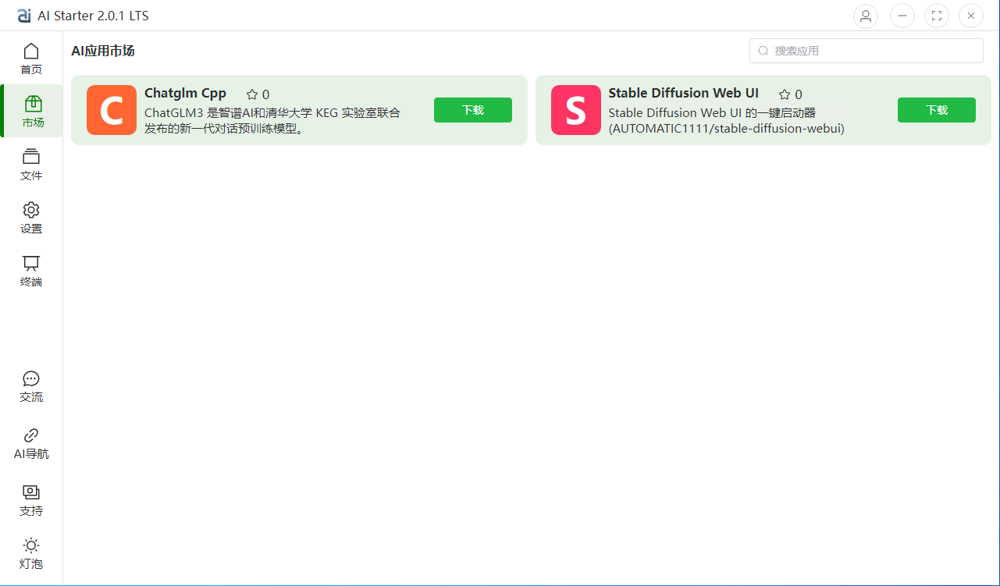 ai AI Starter 2.0.1 LTS
首页
市场
文件
设置
终端
交流
AI导航
支持
灯泡
AI应用市场
搜索应用
C
Chatglm Cpp 0
ChatGLM3 是智谱AI和清华大学 KEG 实验室联合
发布的新一代对话预训练模型。
下载
S
Stable Diffusion Web UI 0
Stable Diffusion Web UI 的一键启动器
(AUTOMATIC1111/stable-diffusion-webui)
下载